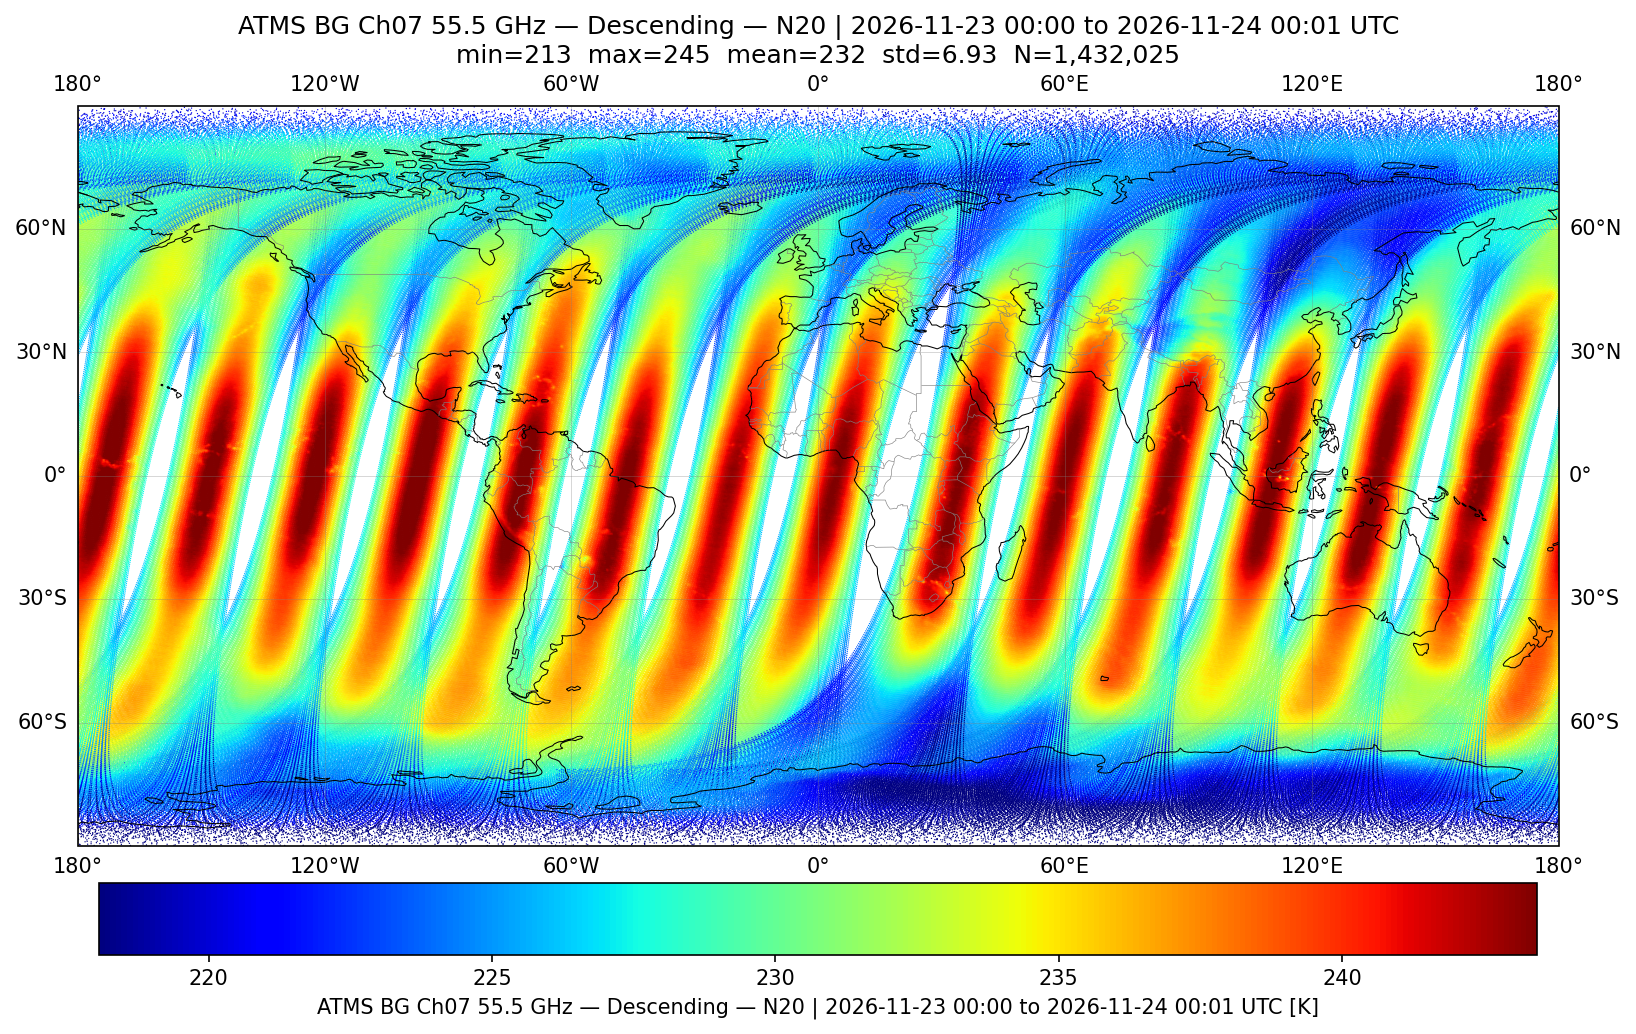 ATMS BG Ch07 55.5 GHz — Descending — N20 | 2026-11-23 00:00 to 2026-11-24 00:01 UTC
min=213 max=245 mean=232 std=6.93 N=1,432,025
180° 120°W 60°W 0° 60°E 120°E 180°
60°N 60°N
30°N 30°N
0° 0°
30°S 30°S
60°S 60°S
180° 120°W 60°W 0° 60°E 120°E 180°
220 225 230 235 240
ATMS BG Ch07 55.5 GHz — Descending — N20 | 2026-11-23 00:00 to 2026-11-24 00:01 UTC [K]